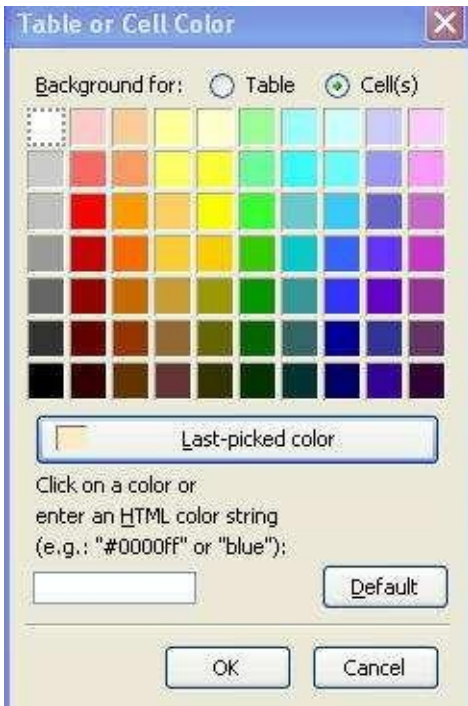 Table or Cell Color
Background for: Table Cell(s)
Last-picked color
Click on a color or
enter an HTML color string
(e.g.: "#0000ff" or "blue"):
Default
OK Cancel